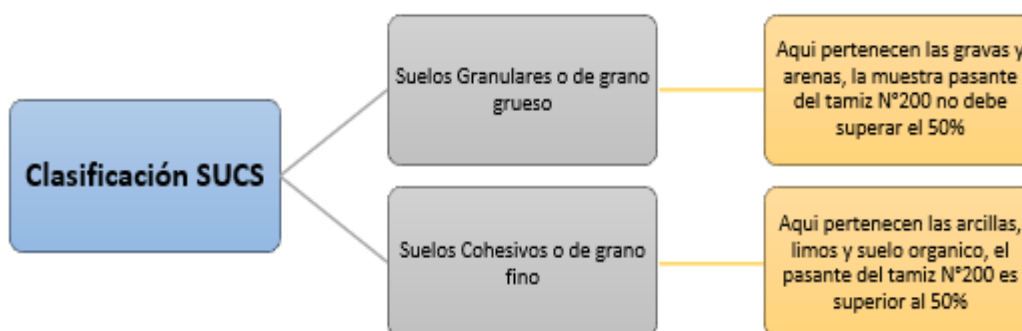 Clasificación SUCS
Suelos Granulares o de grano
grueso
Aqui pertenecen las gravas y
arenas, la muestra pasante
del tamiz N°200 no debe
superar el 50%
Suelos Cohesivos o de grano
fino
Aqui pertenecen las arcillas,
limos y suelo organico, el
pasante del tamiz N°200 es
superior al 50%